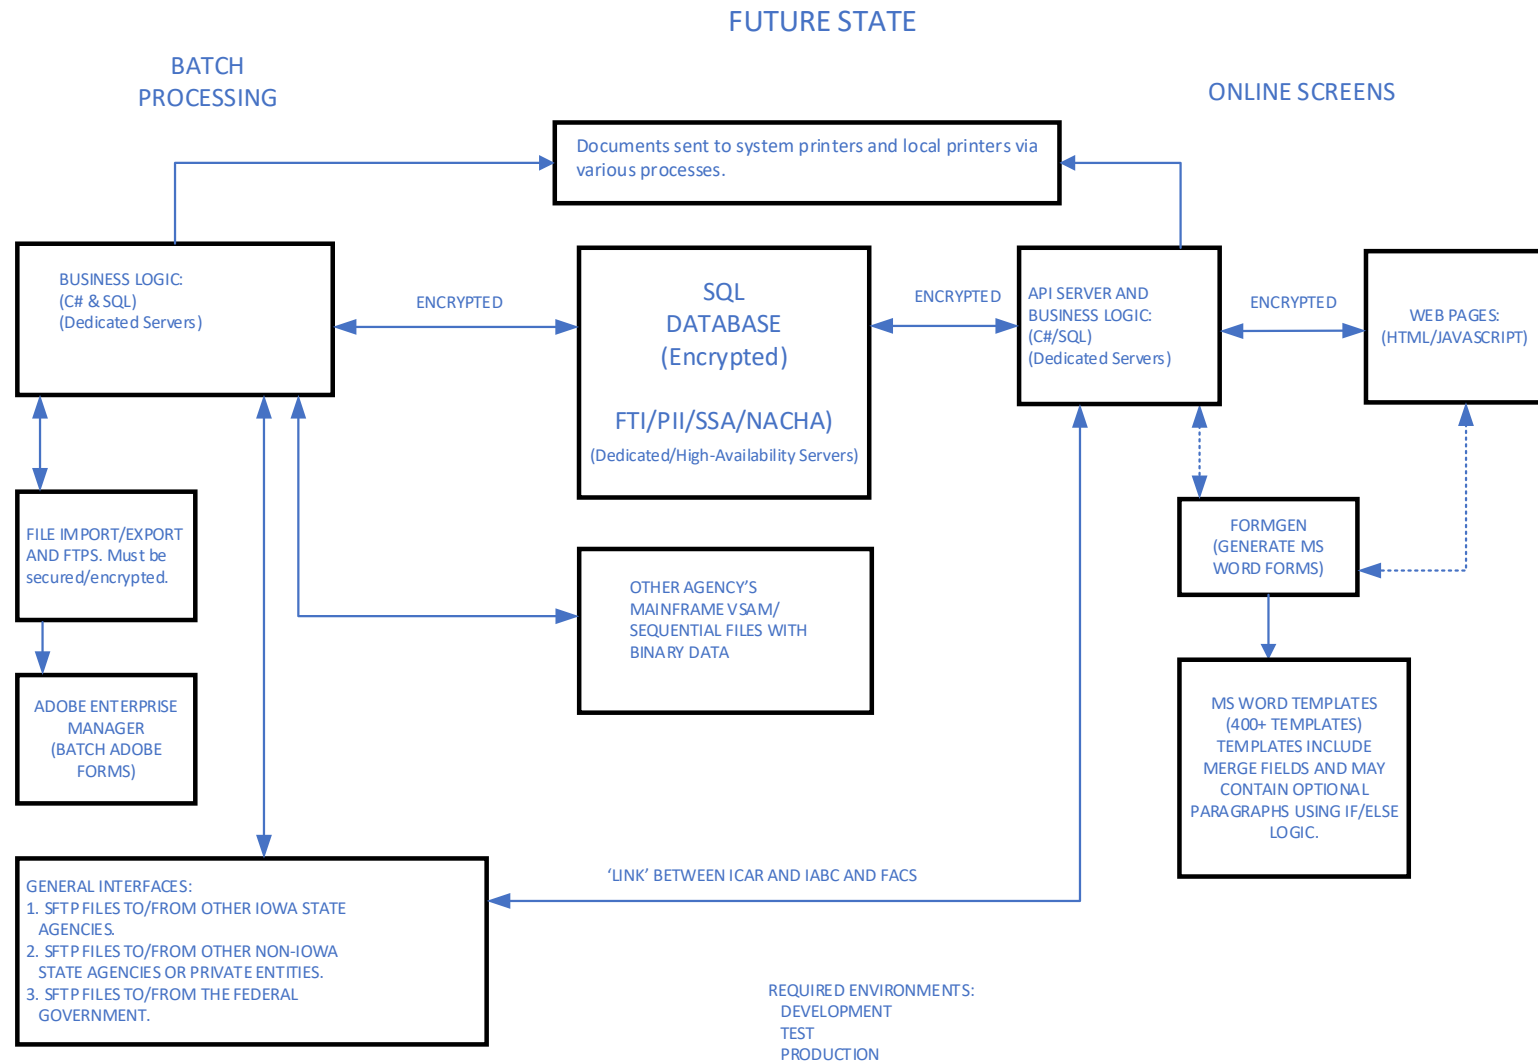 FUTURE STATE
BATCH
PROCESSING
ONLINE SCREENS
Documents sent to system printers and local printers via
various processes.
BUSINESS LOGIC:
(C# & SQL)
(Dedicated Servers)
ENCRYPTED
SQL
DATABASE
(Encrypted)
FTI/PII/SSA/NACHA)
(Dedicated/High-Availability Servers)
ENCRYPTED
API SERVER AND
BUSINESS LOGIC:
(C#/SQL)
(Dedicated Servers)
ENCRYPTED
WEB PAGES:
(HTML/JAVASCRIPT)
FILE IMPORT/EXPORT
AND FTPS. Must be
secured/encrypted.
FORMGEN
(GENERATE MS
WORD FORMS)
OTHER AGENCY'S
MAINFRAME VSAM/
SEQUENTIAL FILES WITH
BINARY DATA
ADOBE ENTERPRISE
MANAGER
(BATCH ADOBE
FORMS)
MS WORD TEMPLATES
(400+ TEMPLATES)
TEMPLATES INCLUDE
MERGE FIELDS AND MAY
CONTAIN OPTIONAL
PARAGRAPHS USING IF/ELSE
LOGIC.
GENERAL INTERFACES:
1. SFTP FILES TO/FROM OTHER IOWA STATE
AGENCIES.
2. SFTP FILES TO/FROM OTHER NON-IOWA
STATE AGENCIES OR PRIVATE ENTITIES.
3. SFTP FILES TO/FROM THE FEDERAL
GOVERNMENT.
'LINK' BETWEEN ICAR AND IABC AND FACS
REQUIRED ENVIRONMENTS:
DEVELOPMENT
TEST
PRODUCTION